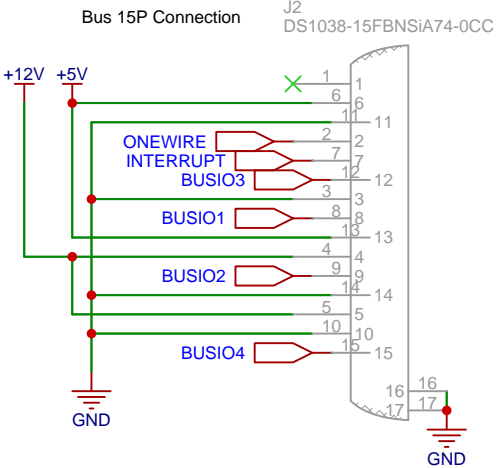 J2
Bus 15P Connection
DS1038-15FBNSiA74-0CC
+12V +5V
1 1
6 6
11 11
ONEWIRE 2 2
INTERRUPT 7 7
BUSIO3 12 12
3 3
BUSIO1 8 8
13 13
4 4
BUSIO2 9 9
14 14
5 5
10 10
BUSIO4 15 15
16 16
17 17
GND
GND